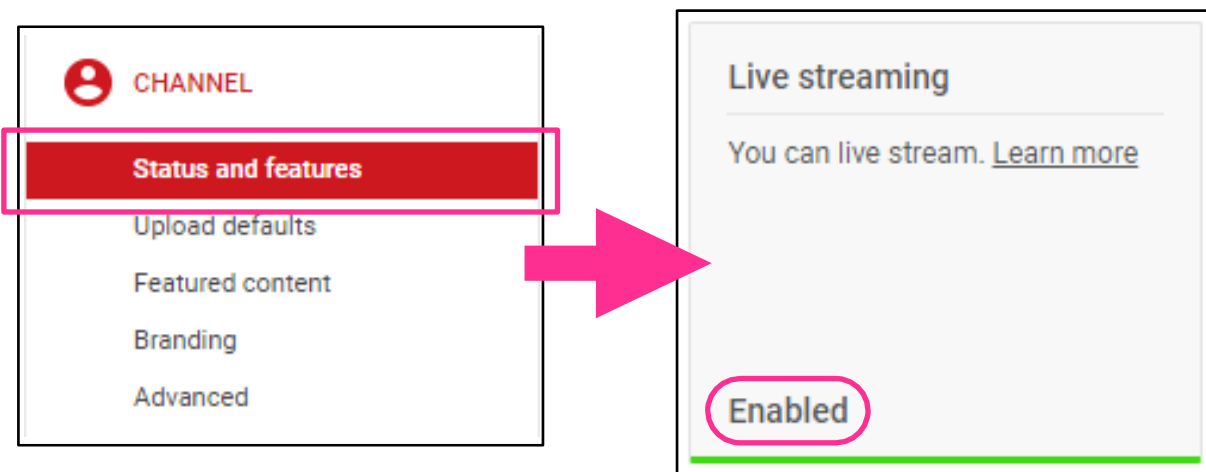 CHANNEL
Status and features
Upload defaults
Featured content
Branding
Advanced
Live streaming
You can live stream. Learn more
Enabled